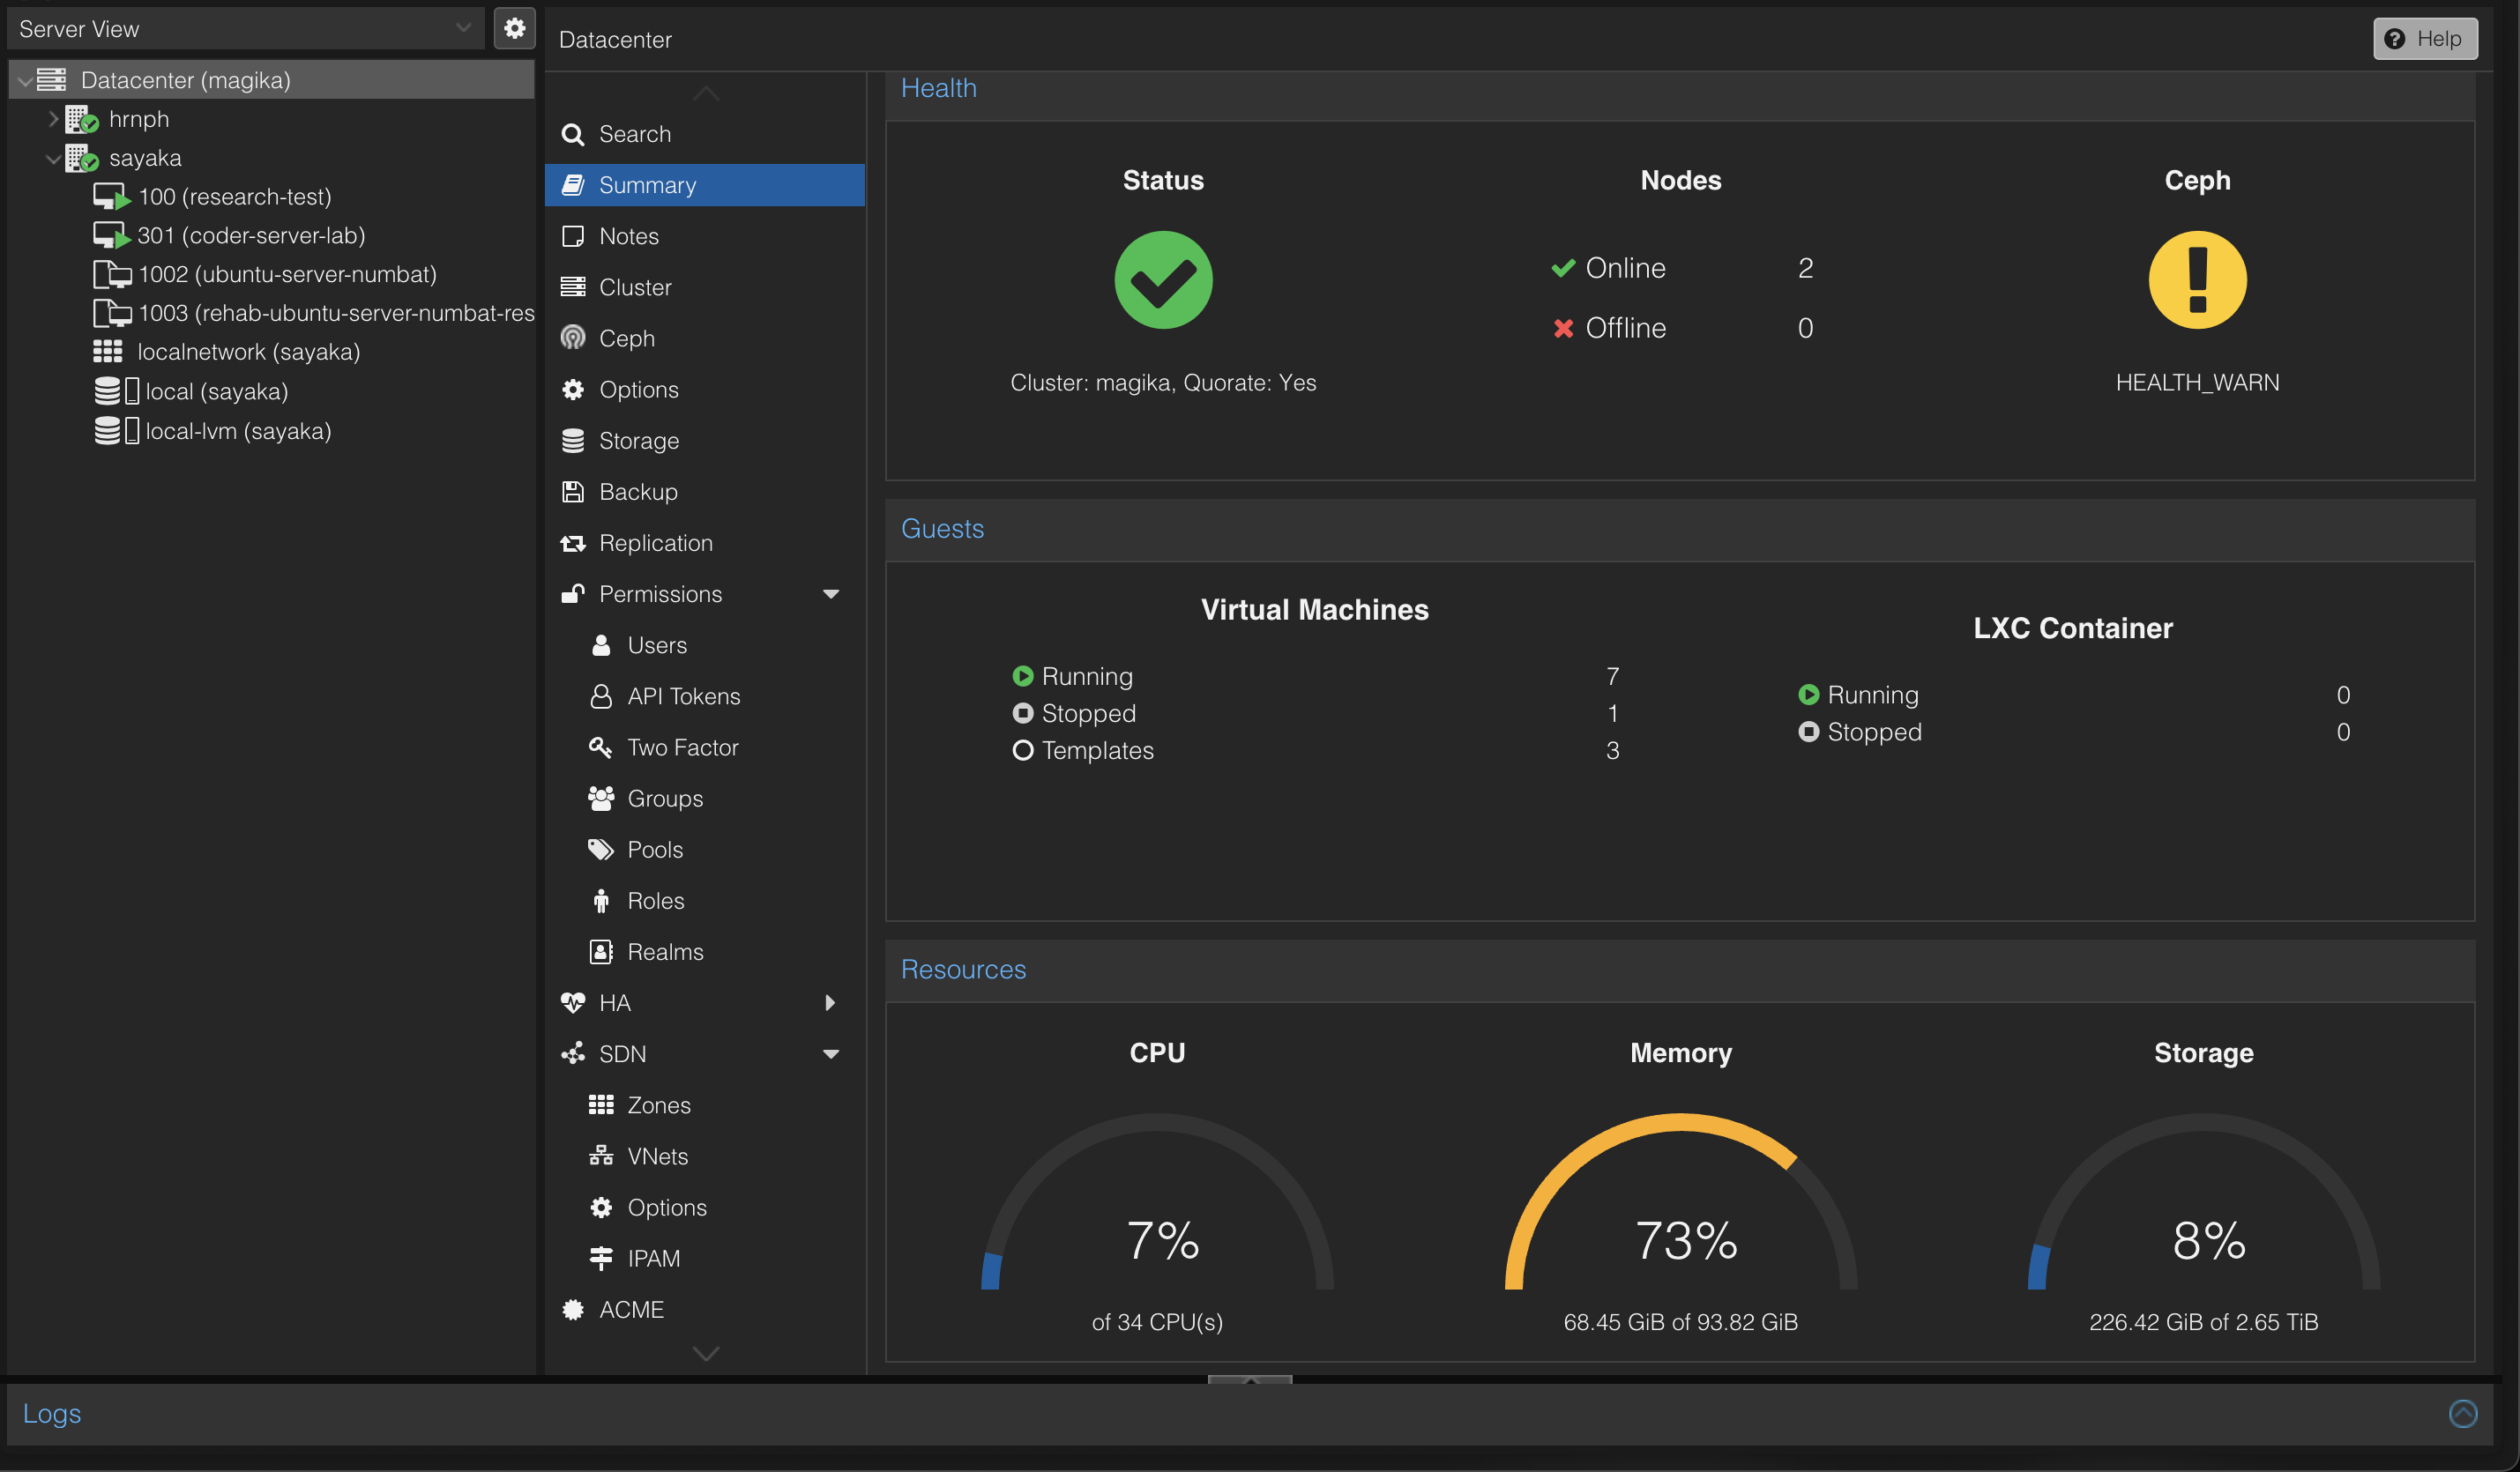 Server View
Datacenter (magika)
hrnph
sayaka
100 (research-test)
301 (coder-server-lab)
1002 (ubuntu-server-numbat)
1003 (rehab-ubuntu-server-numbat-res
localnetwork (sayaka)
local (sayaka)
local-lvm (sayaka)
Datacenter
Help
Search
Summary
Notes
Cluster
Ceph
Options
Storage
Backup
Replication
Permissions
Users
API Tokens
Two Factor
Groups
Pools
Roles
Realms
HA
SDN
Zones
VNets
Options
IPAM
ACME
Health
Status
Cluster: magika, Quorate: Yes
Nodes
Online 2
Offline 0
Ceph
HEALTH_WARN
Guests
Virtual Machines
Running 7
Stopped 1
Templates 3
LXC Container
Running 0
Stopped 0
Resources
CPU
7%
of 34 CPU(s)
Memory
73%
68.45 GiB of 93.82 GiB
Storage
8%
226.42 GiB of 2.65 TiB
Logs